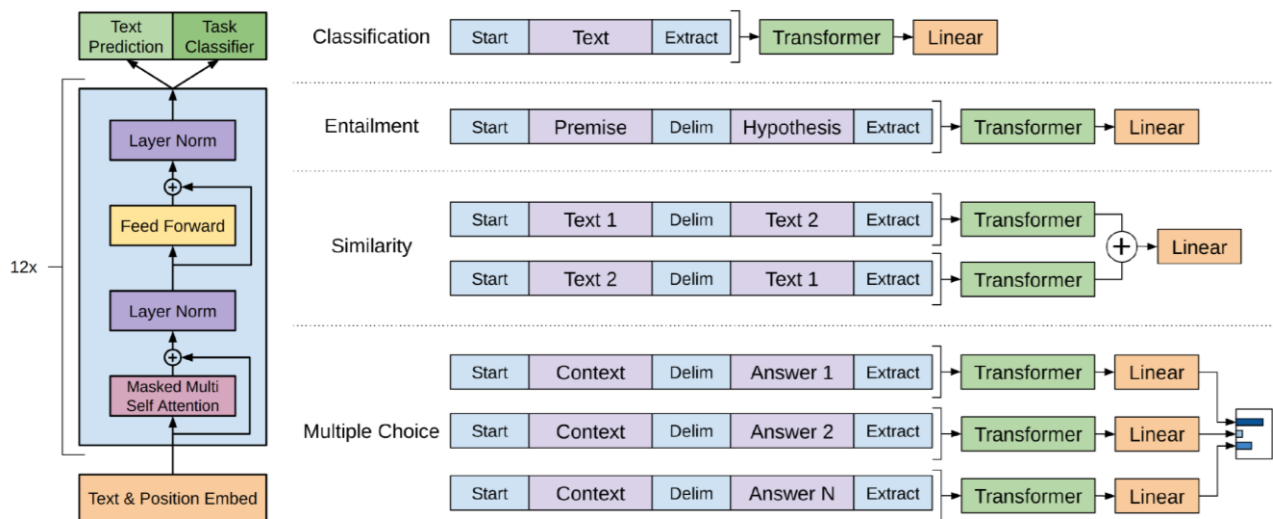 Text
Prediction
Task
Classifier
Layer Norm
Feed Forward
12x
Layer Norm
Masked Multi
Self Attention
Text & Position Embed
Classification
Start
Text
Extract
Transformer
Linear
Entailment
Start
Premise
Delim
Hypothesis
Extract
Transformer
Linear
Similarity
Start
Text 1
Delim
Text 2
Extract
Transformer
Start
Text 2
Delim
Text 1
Extract
Transformer
Linear
Multiple Choice
Start
Context
Delim
Answer 1
Extract
Transformer
Linear
Start
Context
Delim
Answer 2
Extract
Transformer
Linear
Start
Context
Delim
Answer N
Extract
Transformer
Linear